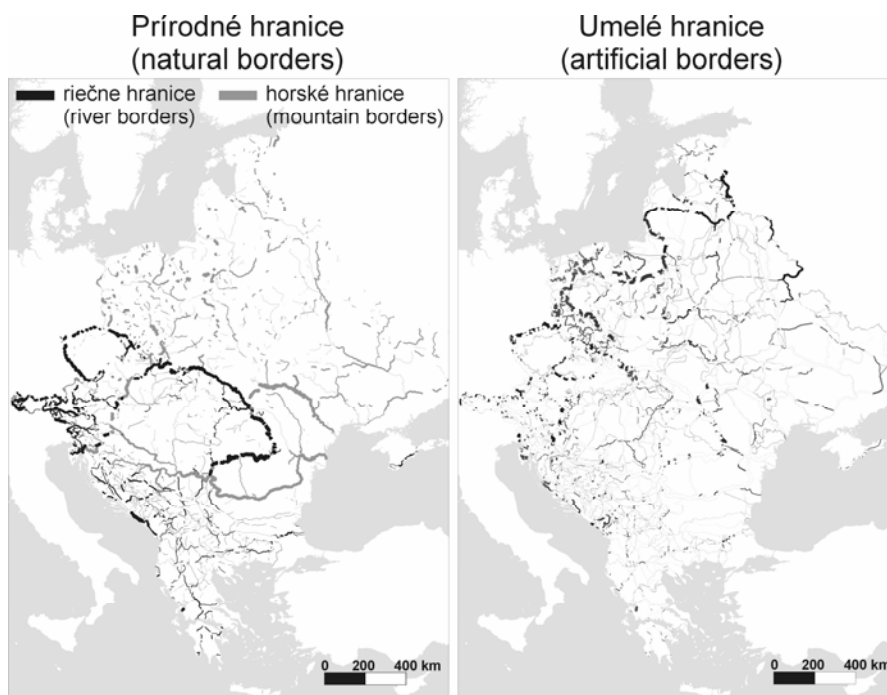 Prírodné hranice
(natural borders)
riečne hranice
(river borders)
horské hranice
(mountain borders)
0 200 400 km
Umelé hranice
(artificial borders)
0 200 400 km